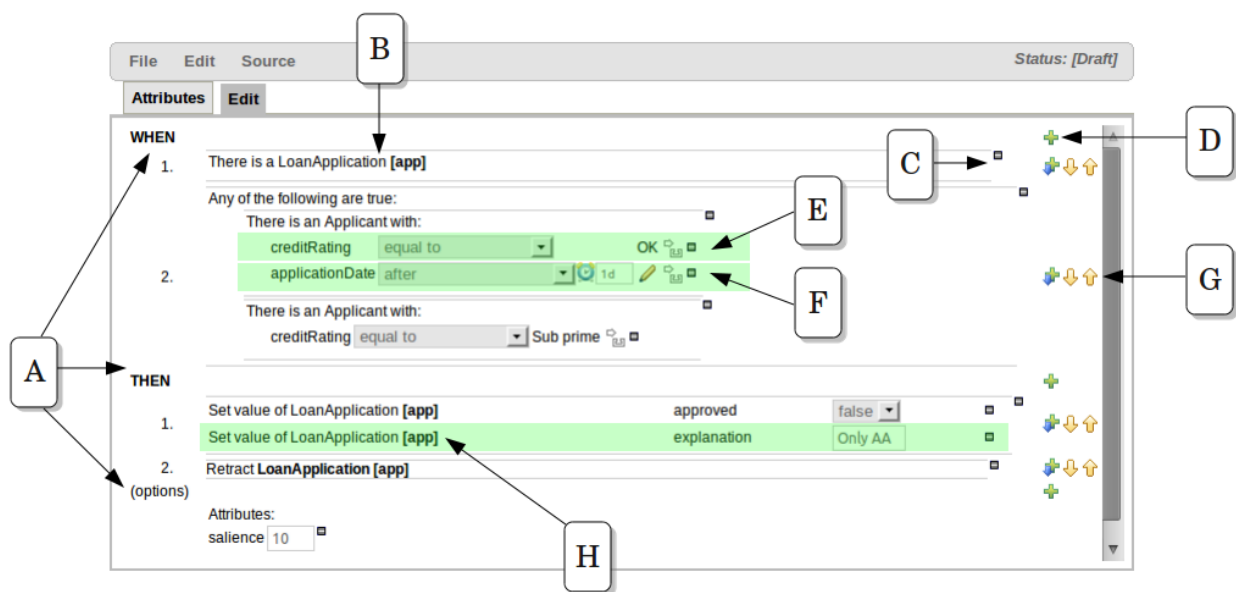 B
File Edit Source Status: [Draft]
Attributes Edit
WHEN D
1. There is a LoanApplication [app] C
Any of the following are true:
There is an Applicant with: E
creditRating equal to OK
2. applicationDate after 1d G
F
There is an Applicant with:
creditRating equal to Sub prime
A
THEN
1. Set value of LoanApplication [app] approved false
Set value of LoanApplication [app] explanation Only AA
2. Retract LoanApplication [app]
(options)
Attributes:
salience 10
H